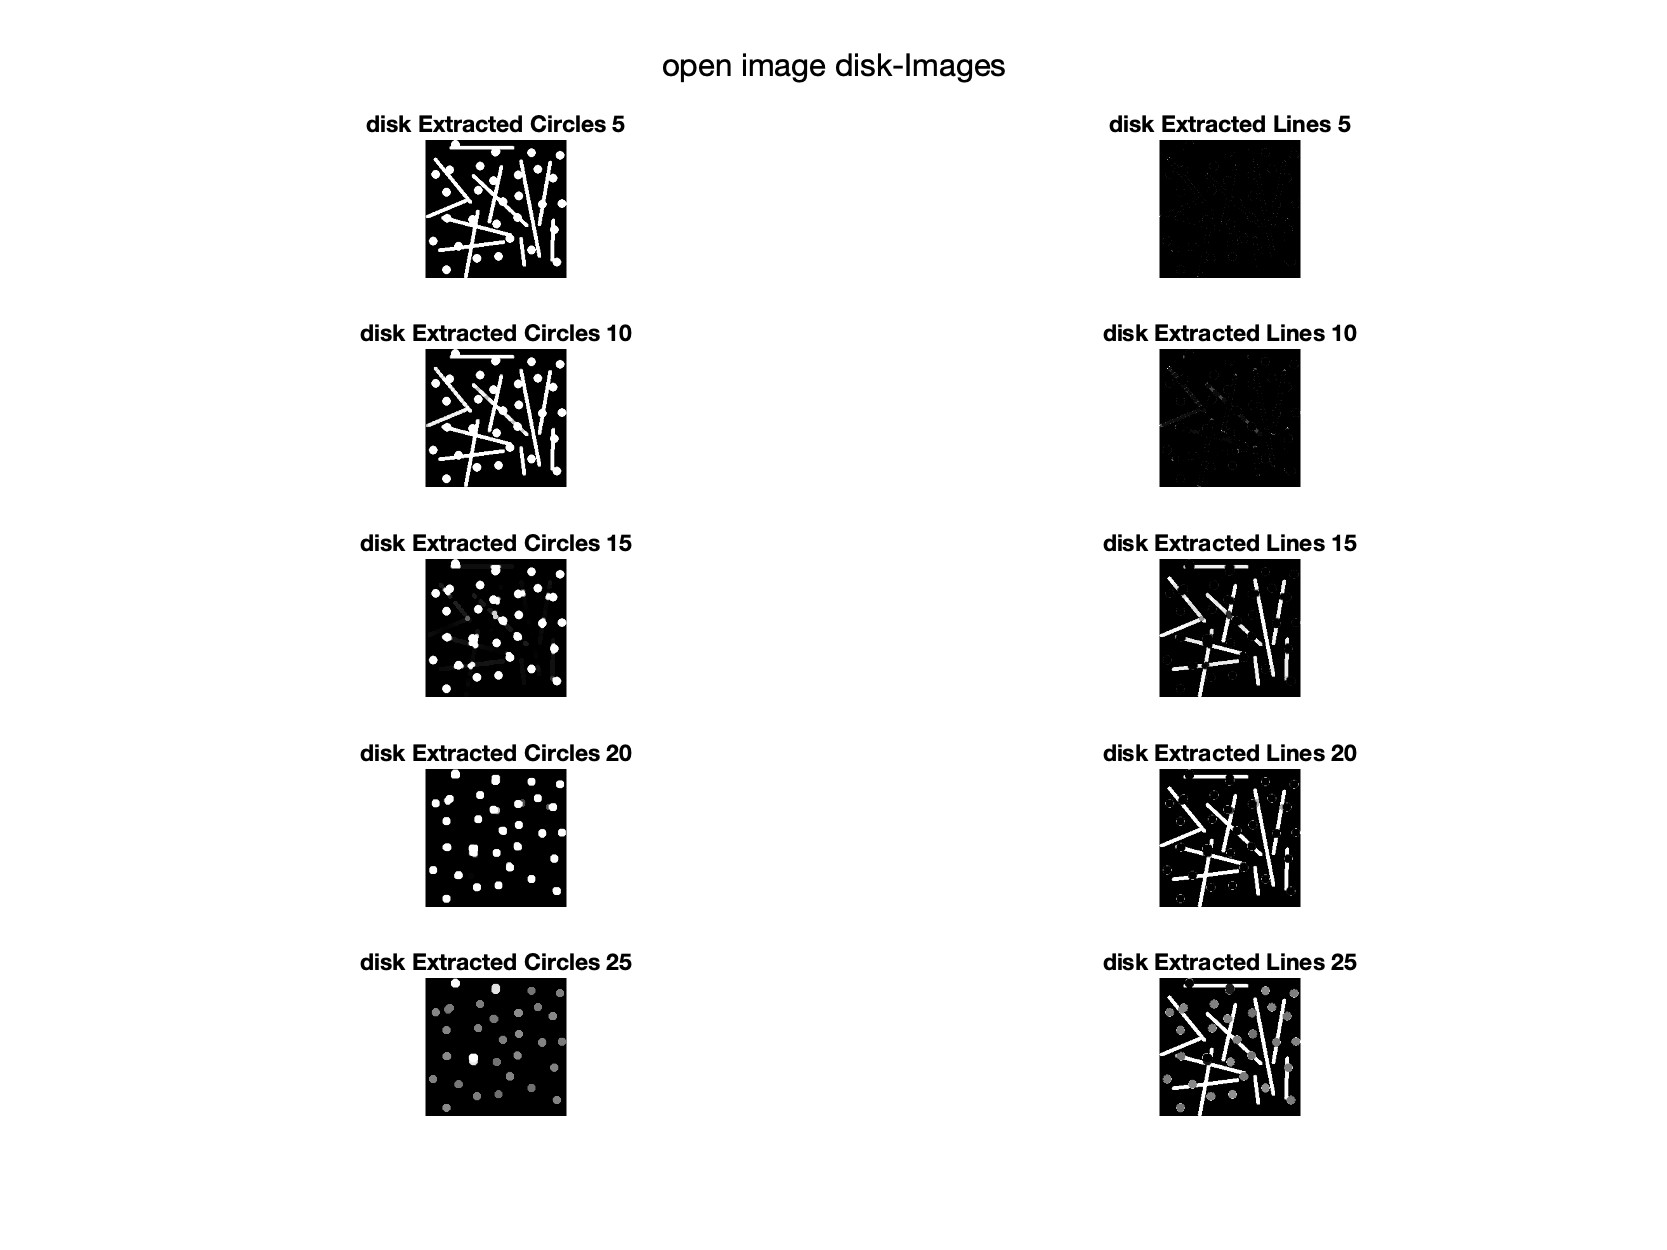 open image disk-Images
disk Extracted Circles 5
disk Extracted Lines 5
disk Extracted Circles 10
disk Extracted Lines 10
disk Extracted Circles 15
disk Extracted Lines 15
disk Extracted Circles 20
disk Extracted Lines 20
disk Extracted Circles 25
disk Extracted Lines 25